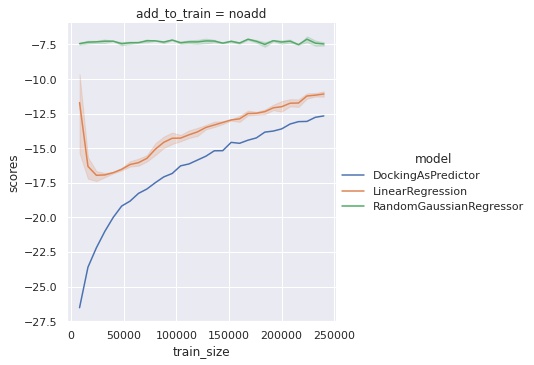 add_to_train = noadd
scores
−7.5
−10.0
−12.5
−15.0
−17.5
−20.0
−22.5
−25.0
−27.5
0
50000
100000
150000
200000
250000
train_size
model
DockingAsPredictor
LinearRegression
RandomGaussianRegressor